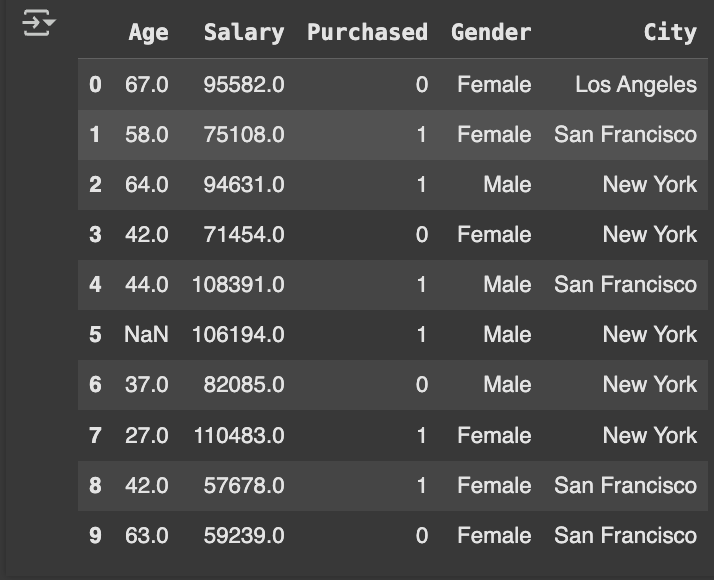 Age Salary Purchased Gender City
0 67.0 95582.0 0 Female Los Angeles
1 58.0 75108.0 1 Female San Francisco
2 64.0 94631.0 1 Male New York
3 42.0 71454.0 0 Female New York
4 44.0 108391.0 1 Male San Francisco
5 NaN 106194.0 1 Male New York
6 37.0 82085.0 0 Male New York
7 27.0 110483.0 1 Female New York
8 42.0 57678.0 1 Female San Francisco
9 63.0 59239.0 0 Female San Francisco